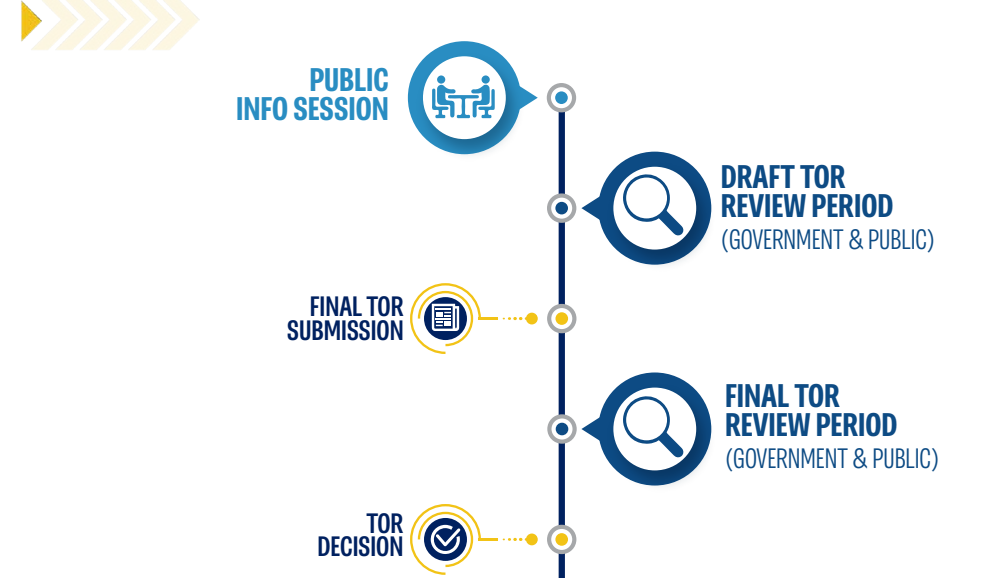 PUBLIC
INFO SESSION
DRAFT TOR
REVIEW PERIOD
(GOVERNMENT & PUBLIC)
FINAL TOR
SUBMISSION
FINAL TOR
REVIEW PERIOD
(GOVERNMENT & PUBLIC)
TOR
DECISION